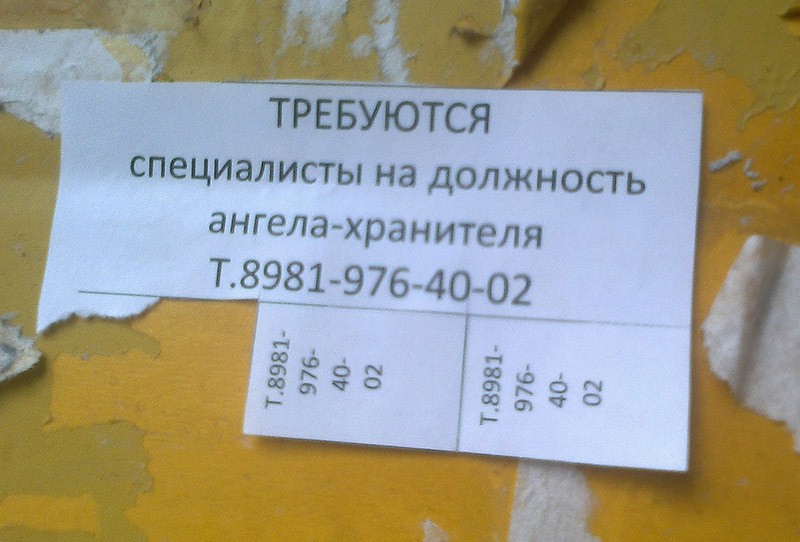 ТРЕБУЮТСЯ
специалисты на должность
ангела-хранителя
Т.8981-976-40-02
Т.8981-
976-
40-
02
Т.8981-
976-
40-
02